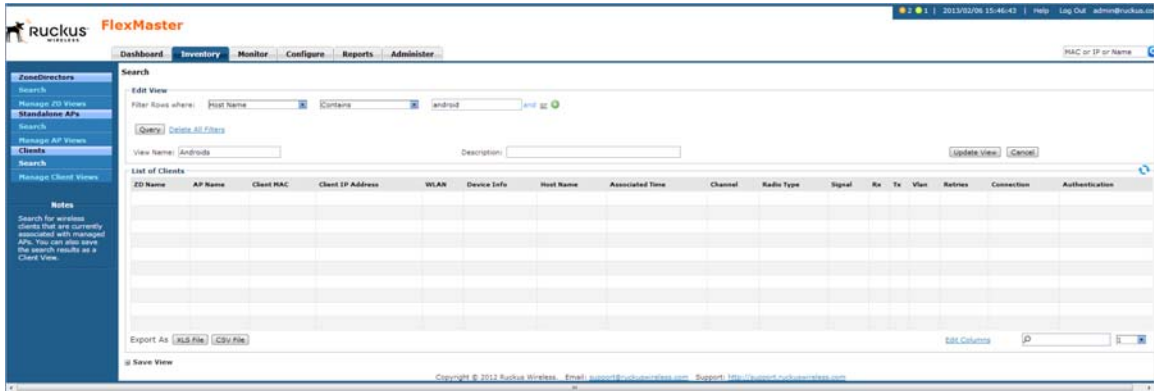 2 1 | 2013/02/06 15:46:43 | Help Log Out admin@ruckus.co
Ruckus WIRELESS FlexMaster
Dashboard Inventory Monitor Configure Reports Administer
MAC or IP or Name
ZoneDirectors
Search
Manage ZD Views
Standalone APs
Search
Manage AP Views
Clients
Search
Manage Client Views
Notes
Search for wireless
clients that are currently
associated with managed
APs. You can also save
the search results as a
Client View.
Search
Edit View
Filter Rows where: Host Name Contains android and or
Query Delete All Filters
View Name: Androids Description: Update View Cancel
List of Clients
ZD Name AP Name Client MAC Client IP Address WLAN Device Info Host Name Associated Time Channel Radio Type Signal Rx Tx Vlan Retries Connection Authentication
Export As XLS File CSV File Edit Columns 1
Save View
Copyright © 2012 Ruckus Wireless. Email: support@ruckuswireless.com Support: http://support.ruckuswireless.com